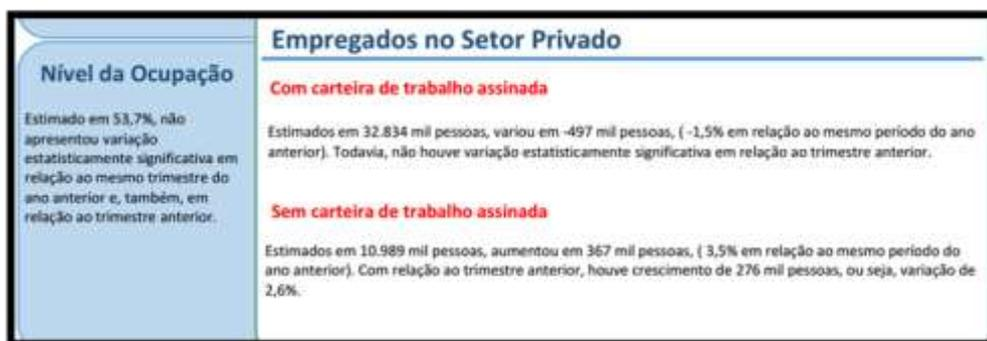 Nível da Ocupação
Estimado em 53,7%, não
apresentou variação
estatisticamente significativa em
relação ao mesmo trimestre do
ano anterior e, também, em
relação ao trimestre anterior.
Empregados no Setor Privado
Com carteira de trabalho assinada
Estimados em 32.834 mil pessoas, variou em -497 mil pessoas, ( -1,5% em relação ao mesmo período do ano
anterior). Todavia, não houve variação estatisticamente significativa em relação ao trimestre anterior.
Sem carteira de trabalho assinada
Estimados em 10.989 mil pessoas, aumentou em 367 mil pessoas, ( 3,5% em relação ao mesmo período do
ano anterior). Com relação ao trimestre anterior, houve crescimento de 276 mil pessoas, ou seja, variação de
2,6%.